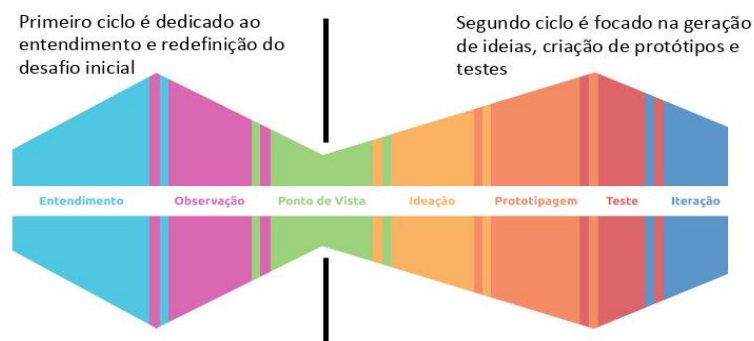 Primeiro ciclo é dedicado ao
entendimento e redefinição do
desafio inicial
Segundo ciclo é focado na geração
de ideias, criação de protótipos e
testes
Entendimento
Observação
Ponto de Vista
Ideação
Prototipagem
Teste
Iteração